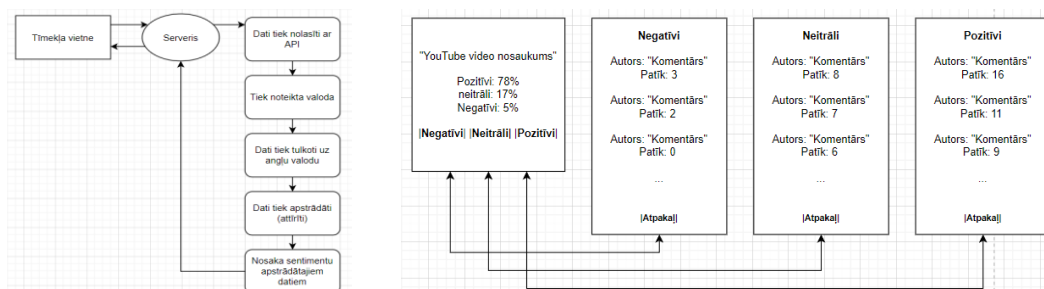 Tīmekļa vietne
Serveris
Dati tiek nolasīti ar
API
Tiek noteikta valoda
Dati tiek tulkoti uz
angļu valodu
Dati tiek apstrādāti
(attīrīti)
Nosaka sentimentu
apstrādātajiem
datiem
"YouTube video nosaukums"
Pozitīvi: 78%
neitrāli: 17%
Negatīvi: 5%
|Negatīvi| |Neitrāli| |Pozitīvi|
Negatīvi
Autors: "Komentārs"
Patīk: 3
Autors: "Komentārs"
Patīk: 2
Autors: "Komentārs"
Patīk: 0
...
|Atpakaļ|
Neitrāli
Autors: "Komentārs"
Patīk: 8
Autors: "Komentārs"
Patīk: 7
Autors: "Komentārs"
Patīk: 6
...
|Atpakaļ|
Pozitīvi
Autors: "Komentārs"
Patīk: 16
Autors: "Komentārs"
Patīk: 11
Autors: "Komentārs"
Patīk: 9
...
|Atpakaļ|